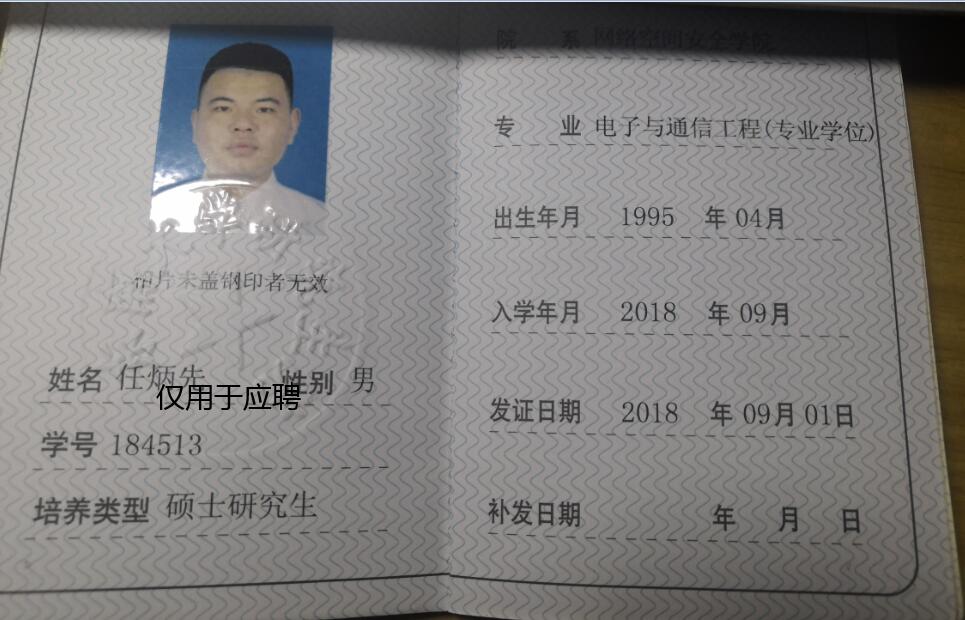 相片未盖钢印者无效
姓名 任炳先 性别 男
仅用于应聘
学号 184513
培养类型 硕士研究生
院 系 网络空间安全学院
专 业 电子与通信工程(专业学位)
出生年月 1995 年 04月
入学年月 2018 年 09月
发证日期 2018 年 09月 01日
补发日期 年 月 日